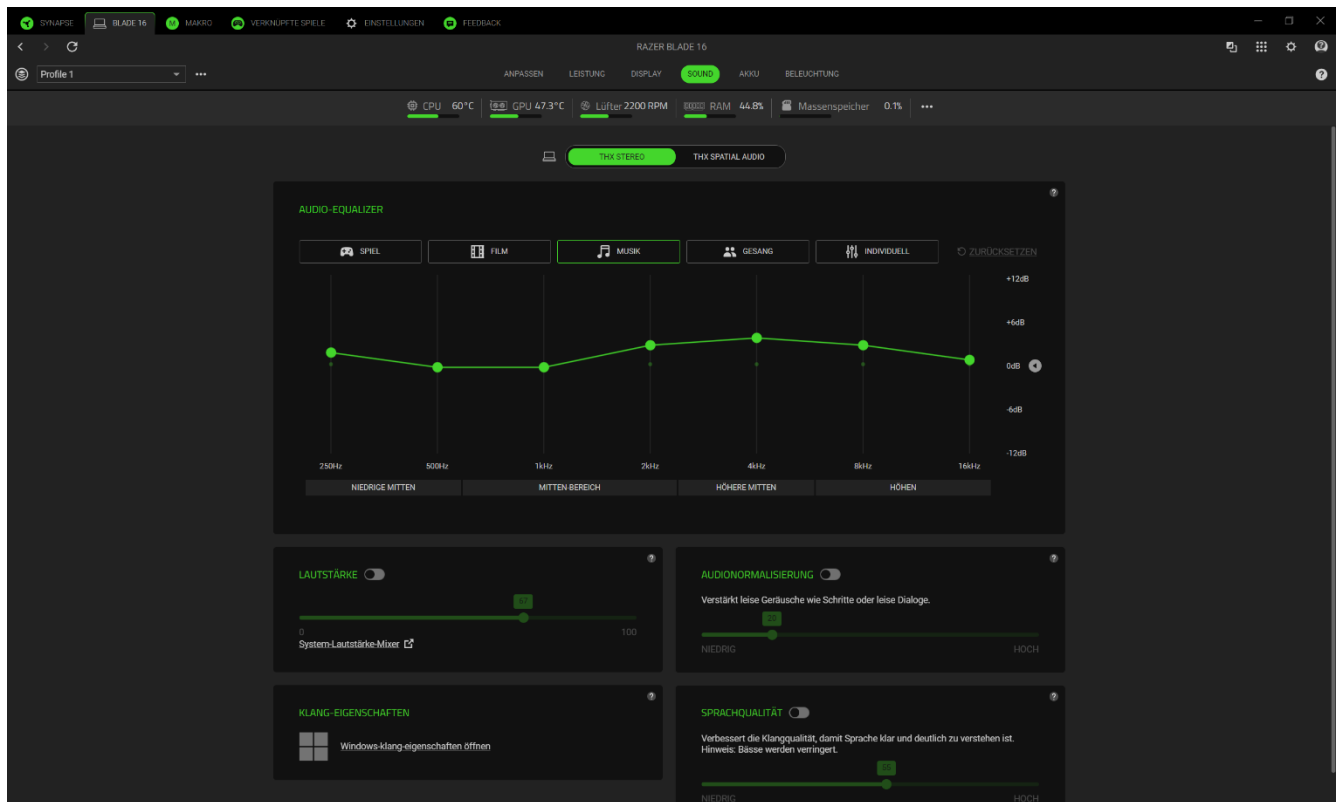 SYNAPSE BLADE 16 M MAKRO VERKNÜPFTE SPIELE EINSTELLUNGEN FEEDBACK
RAZER BLADE 16
Profile 1 ANPASSEN LEISTUNG DISPLAY SOUND AKKU BELEUCHTUNG
CPU 60°C GPU 47.3°C Lüfter 2200 RPM RAM 44.8% Massenspeicher 0.1%
THX STEREO THX SPATIAL AUDIO
AUDIO-EQUALIZER
SPIEL FILM MUSIK GESANG INDIVIDUELL ZURÜCKSETZEN
+12dB
+6dB
0dB
-6dB
-12dB
250Hz 500Hz 1kHz 2kHz 4kHz 8kHz 16kHz
NIEDRIGE MITTEN MITTEN-BEREICH HÖHERE MITTEN HÖHEN
LAUTSTÄRKE
67
0 100
System-Lautstärke-Mixer
AUDIONORMALISIERUNG
Verstärkt leise Geräusche wie Schritte oder leise Dialoge.
20
NIEDRIG HOCH
KLANG-EIGENSCHAFTEN
Windows-klang-eigenschaften öffnen
SPRACHQUALITÄT
Verbessert die Klangqualität, damit Sprache klar und deutlich zu verstehen ist.
Hinweis: Bässe werden verringert.
55
NIEDRIG HOCH